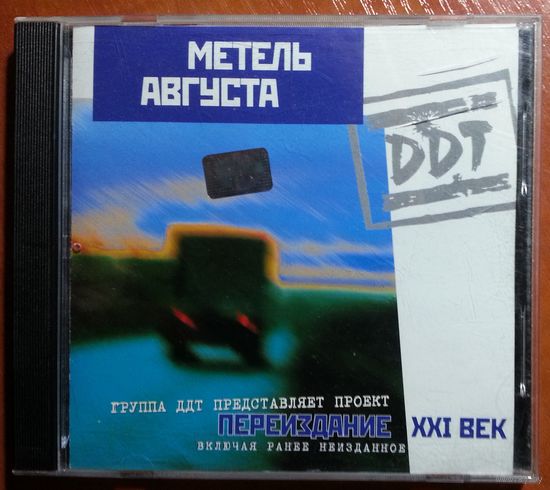 МЕТЕЛЬ
АВГУСТА
DDT
ГРУППА ДДТ ПРЕДСТАВЛЯЕТ ПРОЕКТ
ПЕРЕИЗДАНИЕ XXI ВЕК
ВКЛЮЧАЯ РАНЕЕ НЕИЗДАННОЕ